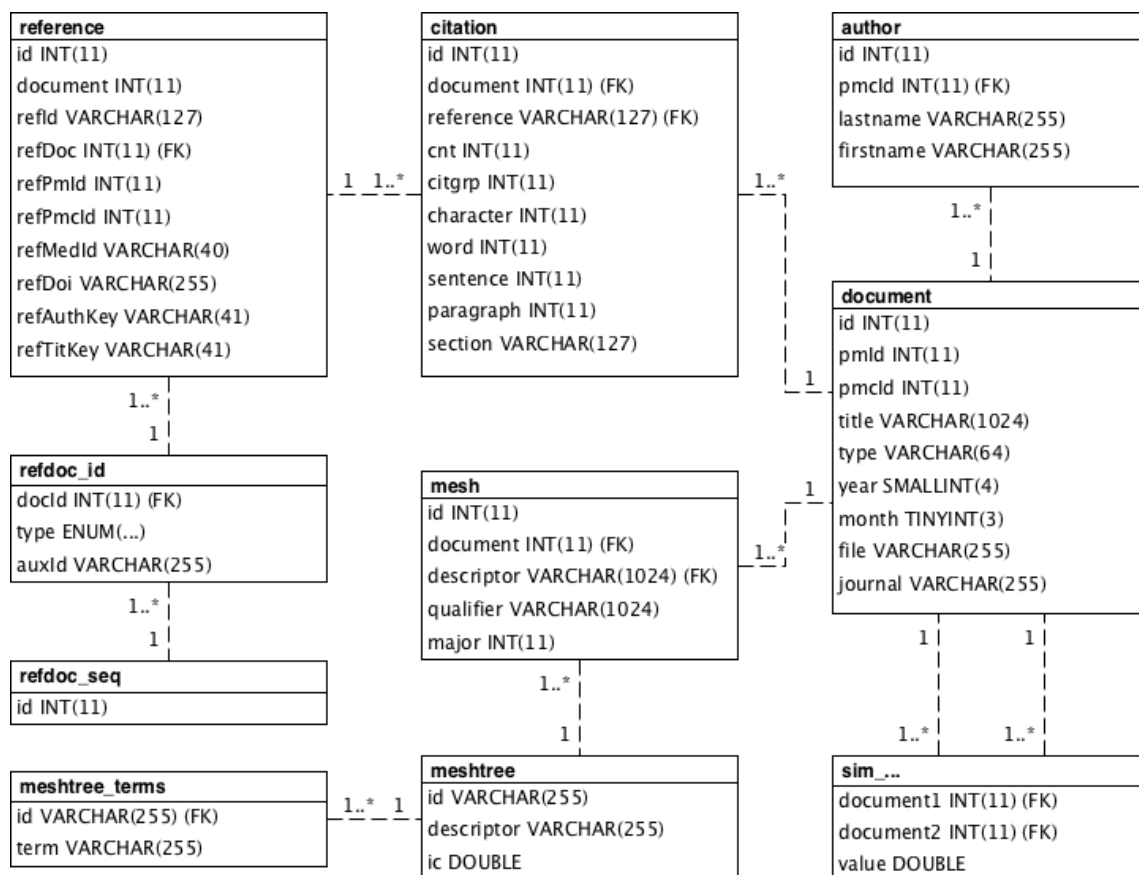 reference
id INT(11)
document INT(11)
refId VARCHAR(127)
refDoc INT(11) (FK)
refPmId INT(11)
refPmcId INT(11)
refMedId VARCHAR(40)
refDoi VARCHAR(255)
refAuthKey VARCHAR(41)
refTitKey VARCHAR(41)
1 1..*
citation
id INT(11)
document INT(11) (FK)
reference VARCHAR(127) (FK)
cnt INT(11)
citgrp INT(11)
character INT(11)
word INT(11)
sentence INT(11)
paragraph INT(11)
section VARCHAR(127)
1..*
1
author
id INT(11)
pmcId INT(11) (FK)
lastname VARCHAR(255)
firstname VARCHAR(255)
1..*
1
document
id INT(11)
pmId INT(11)
pmcId INT(11)
title VARCHAR(1024)
type VARCHAR(64)
year SMALLINT(4)
month TINYINT(3)
file VARCHAR(255)
journal VARCHAR(255)
1..*
1
refdoc_id
docId INT(11) (FK)
type ENUM(...)
auxId VARCHAR(255)
1..*
1
refdoc_seq
id INT(11)
mesh
id INT(11)
document INT(11) (FK)
descriptor VARCHAR(1024) (FK)
qualifier VARCHAR(1024)
major INT(11)
1
1..*
1..*
1
1 1
1..* 1..*
meshtree_terms
id VARCHAR(255) (FK)
term VARCHAR(255)
1..* 1
meshtree
id VARCHAR(255)
descriptor VARCHAR(255)
ic DOUBLE
sim_...
document1 INT(11) (FK)
document2 INT(11) (FK)
value DOUBLE